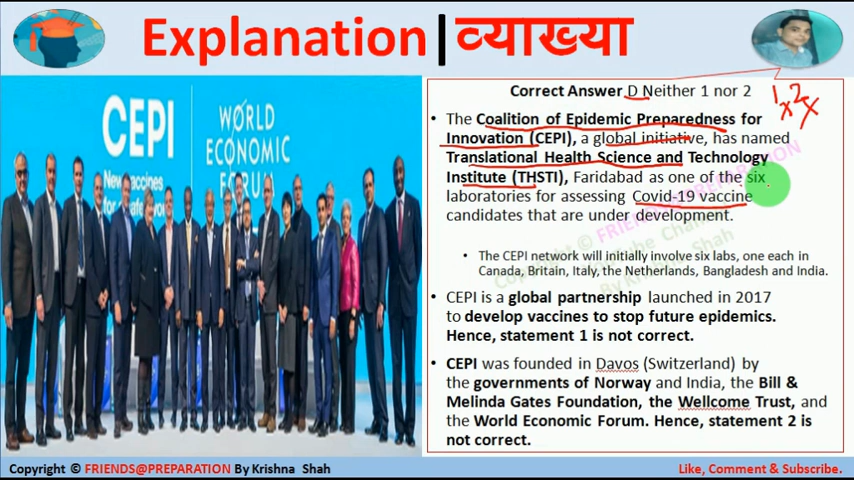 Explanation|व्याख्या
CEPI
New vaccines
WORLD
ECONOMIC
FORUM
Correct Answer D Neither 1 nor 2
1x 2x
• The Coalition of Epidemic Preparedness for
Innovation (CEPI), a global initiative, has named
Translational Health Science and Technology
Institute (THSTI), Faridabad as one of the six
laboratories for assessing Covid-19 vaccine
candidates that are under development.
• The CEPI network will initially involve six labs, one each in
Canada, Britain, Italy, the Netherlands, Bangladesh and India.
• CEPI is a global partnership launched in 2017
to develop vaccines to stop future epidemics.
Hence, statement 1 is not correct.
• CEPI was founded in Davos (Switzerland) by
the governments of Norway and India, the Bill &
Melinda Gates Foundation, the Wellcome Trust, and
the World Economic Forum. Hence, statement 2 is
not correct.
Copyright © FRIENDS@PREPARATION By Krishna Shah
Like, Comment & Subscribe.